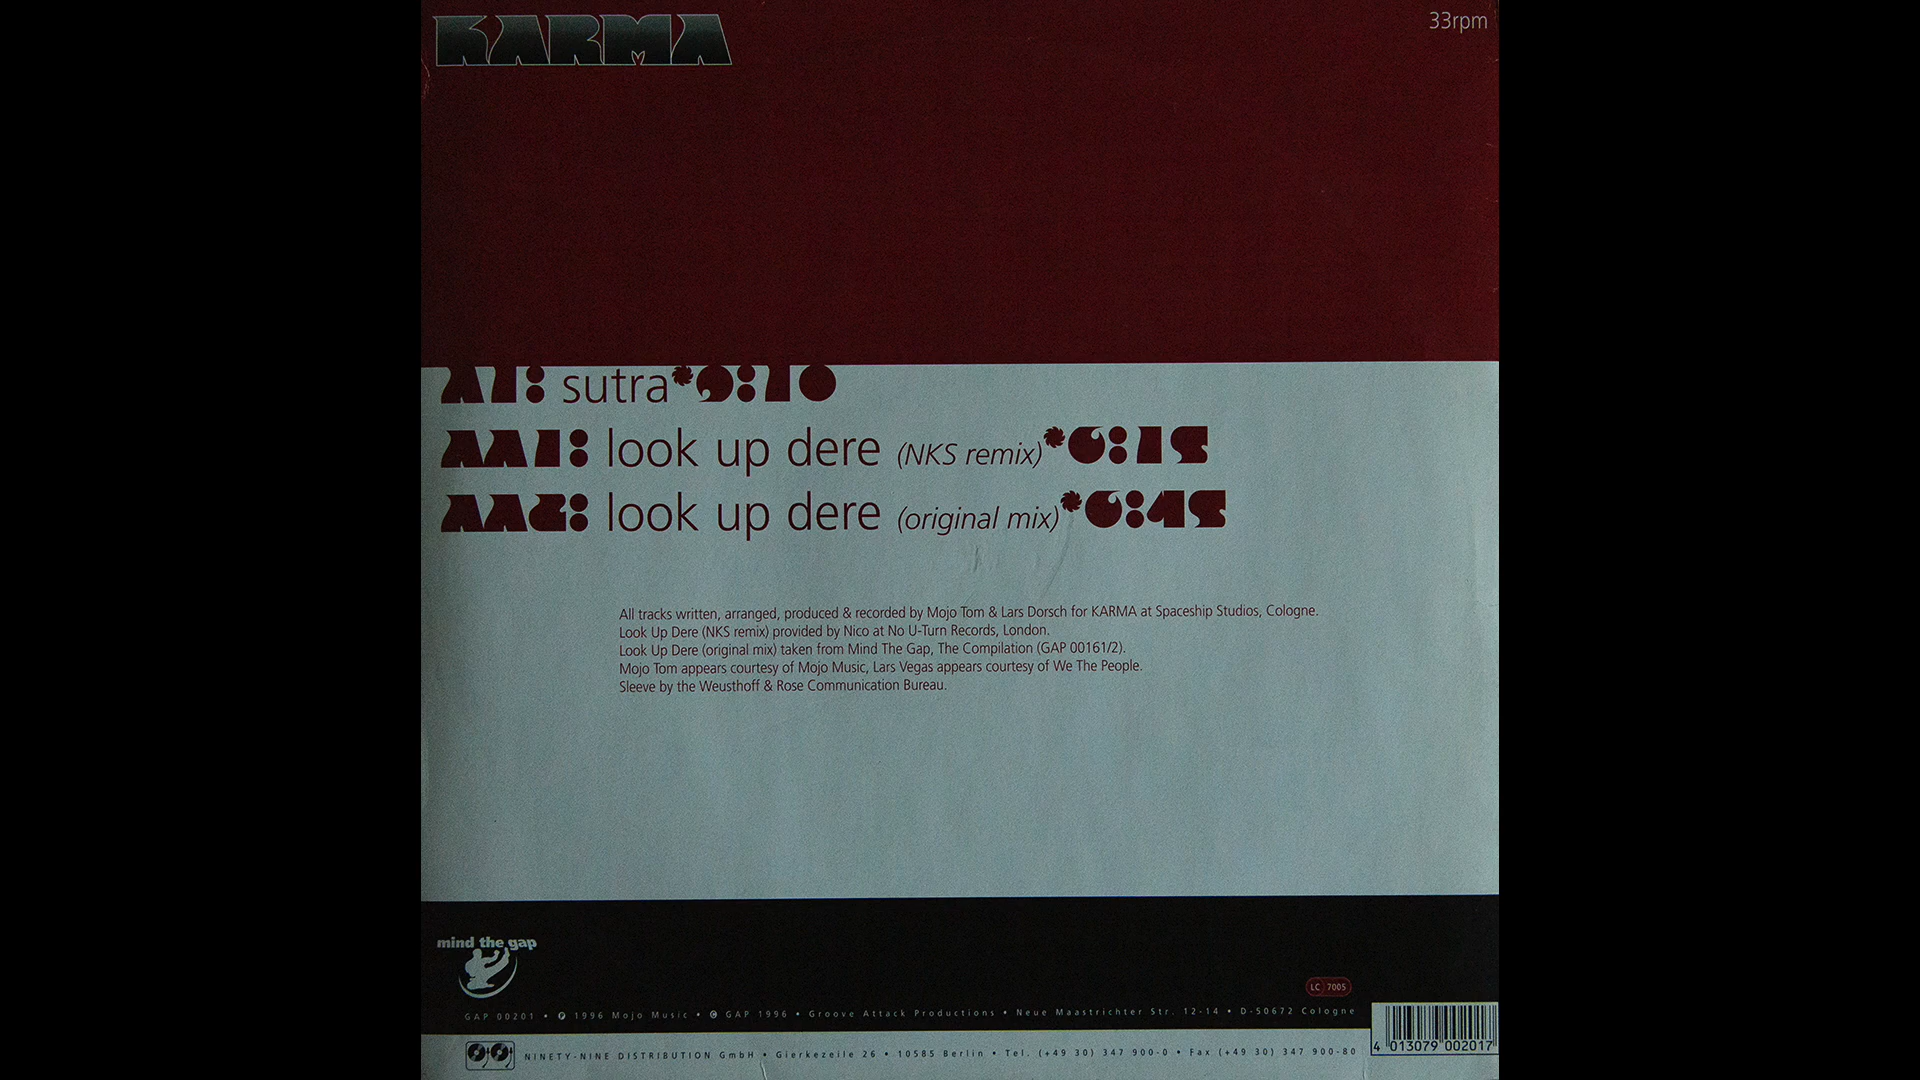 KARMA
33rpm
A1: sutra*9:10
AA1: look up dere (NKS remix)*6:15
AA2: look up dere (original mix)*6:45
All tracks written, arranged, produced & recorded by Mojo Tom & Lars Dorsch for KARMA at Spaceship Studios, Cologne.
Look Up Dere (NKS remix) provided by Nico at No U-Turn Records, London.
Look Up Dere (original mix) taken from Mind The Gap, The Compilation (GAP 00161/2).
Mojo Tom appears courtesy of Mojo Music, Lars Vegas appears courtesy of We The People.
Sleeve by the Weusthoff & Rose Communication Bureau.
mind the gap
LC 7005
GAP 00201 • ℗ 1996 Mojo Music • © GAP 1996 • Groove Attack Productions • Neue Maastrichter Str. 12-14 • D-50672 Cologne
NINETY-NINE DISTRIBUTION GmbH • Gierkezeile 26 • 10585 Berlin • Tel. (+49 30) 347 900-0 • Fax (+49 30) 347 900-80
4 013079 002017